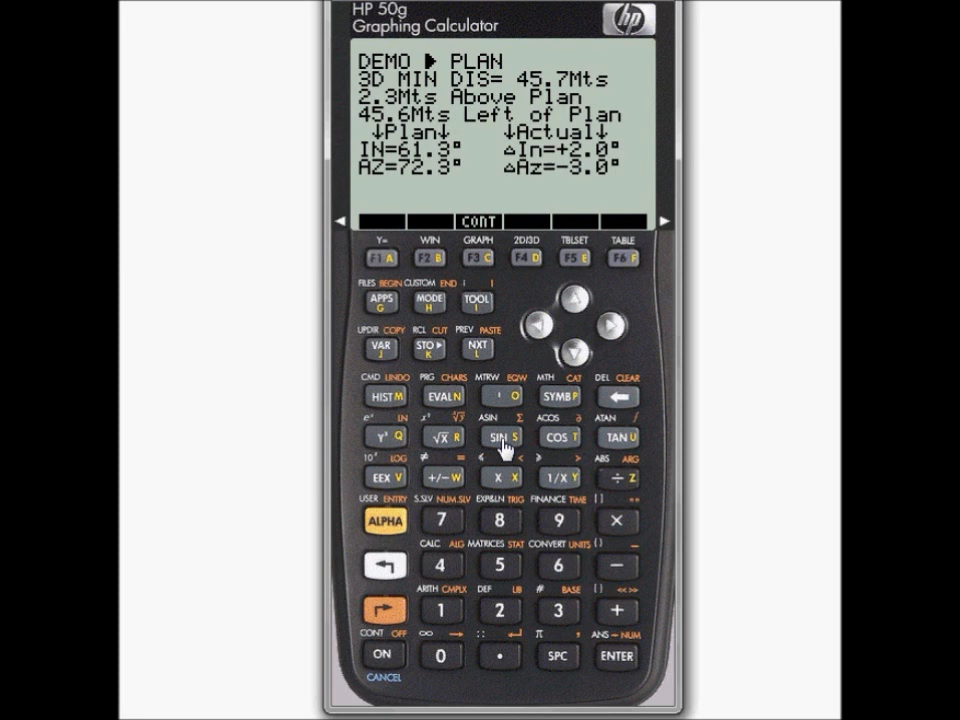 HP 50g
Graphing Calculator
hp
DEMO ▶ PLAN
3D MIN DIS= 45.7Mts
2.3Mts Above Plan
45.6Mts Left of Plan
↓Plan↓ ↓Actual↓
IN=61.3° △In=+2.0°
AZ=72.3° △Az=-3.0°
CONT
Y= WIN GRAPH 2D/3D TBLSET TABLE
F1 A F2 B F3 C F4 D F5 E F6 F
FILES BEGIN CUSTOM END i I
APPS G MODE H TOOL I
UPDIR COPY RCL CUT PREV PASTE
VAR J STO▶ K NXT L
CMD UNDO PRG CHARS MTRW EQW MTH CAT DEL CLEAR
HIST M EVAL N ' O SYMB P ←
e^x LN x² ASIN Σ ACOS ∂ ATAN ∫
Y^x Q √X R SIN S COS T TAN U
10^x LOG ≠ = ≤ < ≥ > ABS ARG
EEX V +/- W X X 1/X Y ÷ Z
USER ENTRY S.SLV NUM.SLV EXP&LN TRIG FINANCE TIME [ ] " "
ALPHA 7 8 9 ×
CALC ALG MATRICES STAT CONVERT UNITS ( ) _
4 5 6 −
ARITH CMPLX DEF LIB # BASE { } « »
1 2 3 +
CONT OFF ∞ → : : ↵ π , ANS →NUM
ON 0 . SPC ENTER
CANCEL